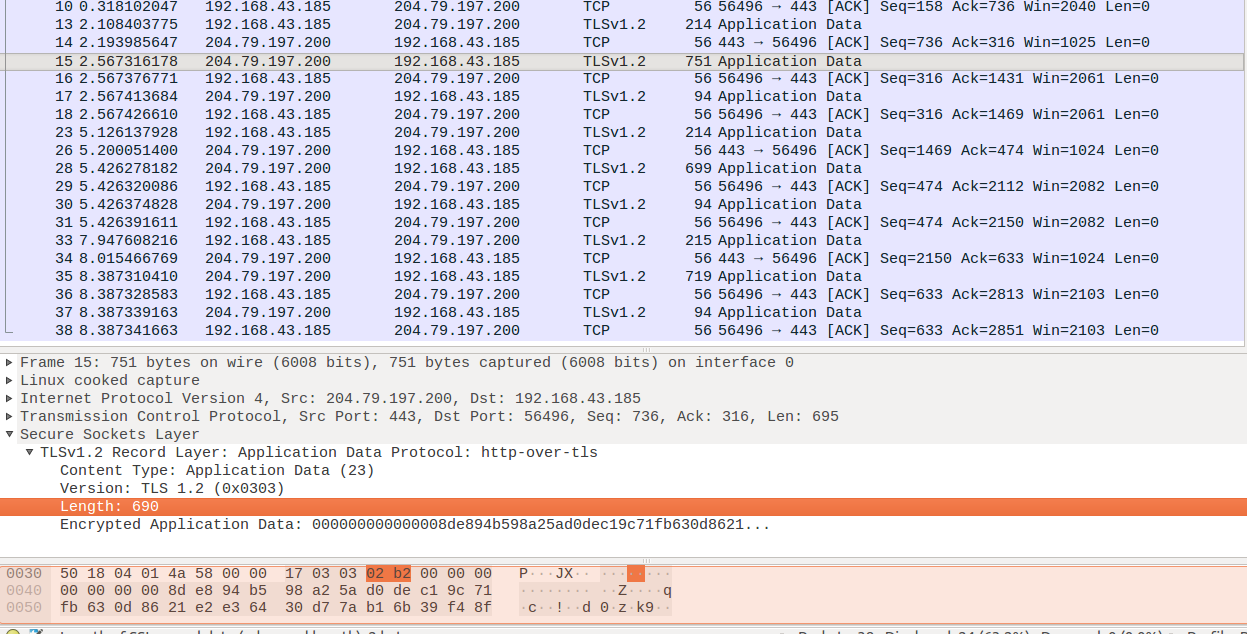 10 0.318102047 192.168.43.185 204.79.197.200 TCP 56 56496 → 443 [ACK] Seq=158 Ack=736 Win=2040 Len=0
13 2.108403775 192.168.43.185 204.79.197.200 TLSv1.2 214 Application Data
14 2.193985647 204.79.197.200 192.168.43.185 TCP 56 443 → 56496 [ACK] Seq=736 Ack=316 Win=1025 Len=0
15 2.567316178 204.79.197.200 192.168.43.185 TLSv1.2 751 Application Data
16 2.567376771 192.168.43.185 204.79.197.200 TCP 56 56496 → 443 [ACK] Seq=316 Ack=1431 Win=2061 Len=0
17 2.567413684 204.79.197.200 192.168.43.185 TLSv1.2 94 Application Data
18 2.567426610 192.168.43.185 204.79.197.200 TCP 56 56496 → 443 [ACK] Seq=316 Ack=1469 Win=2061 Len=0
23 5.126137928 192.168.43.185 204.79.197.200 TLSv1.2 214 Application Data
26 5.200051400 204.79.197.200 192.168.43.185 TCP 56 443 → 56496 [ACK] Seq=1469 Ack=474 Win=1024 Len=0
28 5.426278182 204.79.197.200 192.168.43.185 TLSv1.2 699 Application Data
29 5.426320086 192.168.43.185 204.79.197.200 TCP 56 56496 → 443 [ACK] Seq=474 Ack=2112 Win=2082 Len=0
30 5.426374828 204.79.197.200 192.168.43.185 TLSv1.2 94 Application Data
31 5.426391611 192.168.43.185 204.79.197.200 TCP 56 56496 → 443 [ACK] Seq=474 Ack=2150 Win=2082 Len=0
33 7.947608216 192.168.43.185 204.79.197.200 TLSv1.2 215 Application Data
34 8.015466769 204.79.197.200 192.168.43.185 TCP 56 443 → 56496 [ACK] Seq=2150 Ack=633 Win=1024 Len=0
35 8.387310410 204.79.197.200 192.168.43.185 TLSv1.2 719 Application Data
36 8.387328583 192.168.43.185 204.79.197.200 TCP 56 56496 → 443 [ACK] Seq=633 Ack=2813 Win=2103 Len=0
37 8.387339163 204.79.197.200 192.168.43.185 TLSv1.2 94 Application Data
38 8.387341663 192.168.43.185 204.79.197.200 TCP 56 56496 → 443 [ACK] Seq=633 Ack=2851 Win=2103 Len=0
Frame 15: 751 bytes on wire (6008 bits), 751 bytes captured (6008 bits) on interface 0
Linux cooked capture
Internet Protocol Version 4, Src: 204.79.197.200, Dst: 192.168.43.185
Transmission Control Protocol, Src Port: 443, Dst Port: 56496, Seq: 736, Ack: 316, Len: 695
Secure Sockets Layer
TLSv1.2 Record Layer: Application Data Protocol: http-over-tls
Content Type: Application Data (23)
Version: TLS 1.2 (0x0303)
Length: 690
Encrypted Application Data: 000000000000008de894b598a25ad0dec19c71fb630d8621...
0030 50 18 04 01 4a 58 00 00 17 03 03 02 b2 00 00 00 P···JX·· ········
0040 00 00 00 00 8d e8 94 b5 98 a2 5a d0 de c1 9c 71 ········ ··Z····q
0050 fb 63 0d 86 21 e2 e3 64 30 d7 7a b1 6b 39 f4 8f ·c··!··d 0·z·k9··